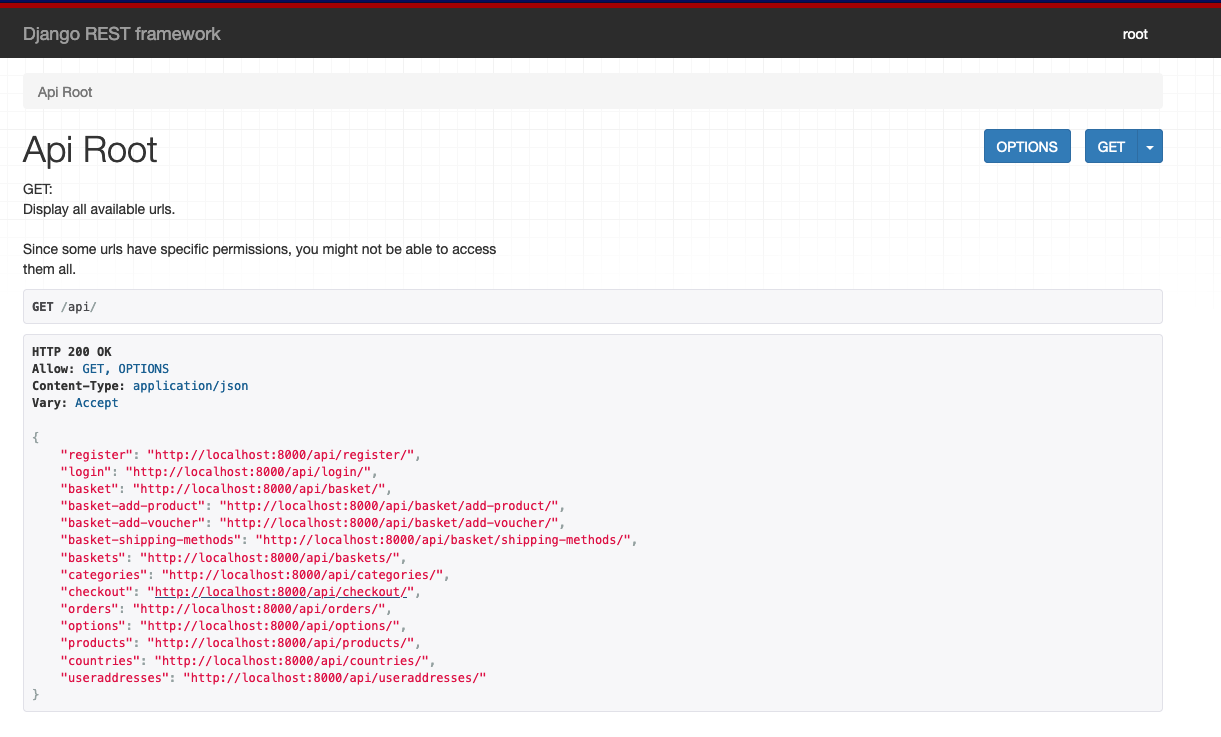 Django REST framework
root
Api Root
Api Root
OPTIONS
GET
GET:
Display all available urls.
Since some urls have specific permissions, you might not be able to access
them all.
GET /api/
HTTP 200 OK
Allow: GET, OPTIONS
Content-Type: application/json
Vary: Accept
{
    "register": "http://localhost:8000/api/register/",
    "login": "http://localhost:8000/api/login/",
    "basket": "http://localhost:8000/api/basket/",
    "basket-add-product": "http://localhost:8000/api/basket/add-product/",
    "basket-add-voucher": "http://localhost:8000/api/basket/add-voucher/",
    "basket-shipping-methods": "http://localhost:8000/api/basket/shipping-methods/",
    "baskets": "http://localhost:8000/api/baskets/",
    "categories": "http://localhost:8000/api/categories/",
    "checkout": "http://localhost:8000/api/checkout/",
    "orders": "http://localhost:8000/api/orders/",
    "options": "http://localhost:8000/api/options/",
    "products": "http://localhost:8000/api/products/",
    "countries": "http://localhost:8000/api/countries/",
    "useraddresses": "http://localhost:8000/api/useraddresses/"
}